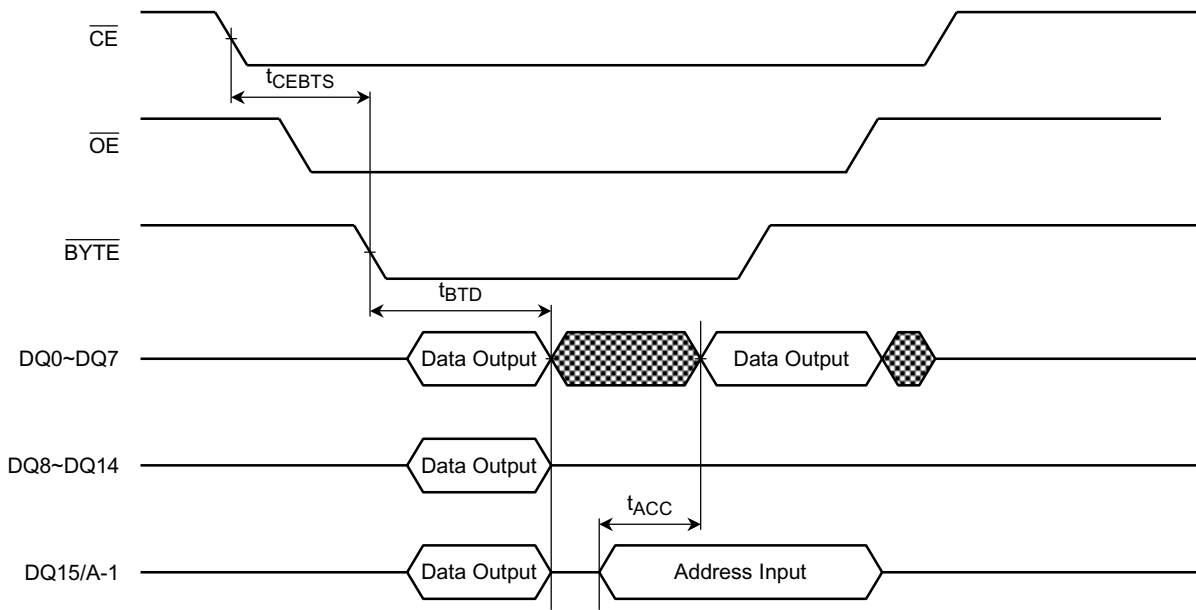 CE
tCEBTS
OE
BYTE
tBTD
DQ0~DQ7 Data Output Data Output
DQ8~DQ14 Data Output
tACC
DQ15/A-1 Data Output Address Input